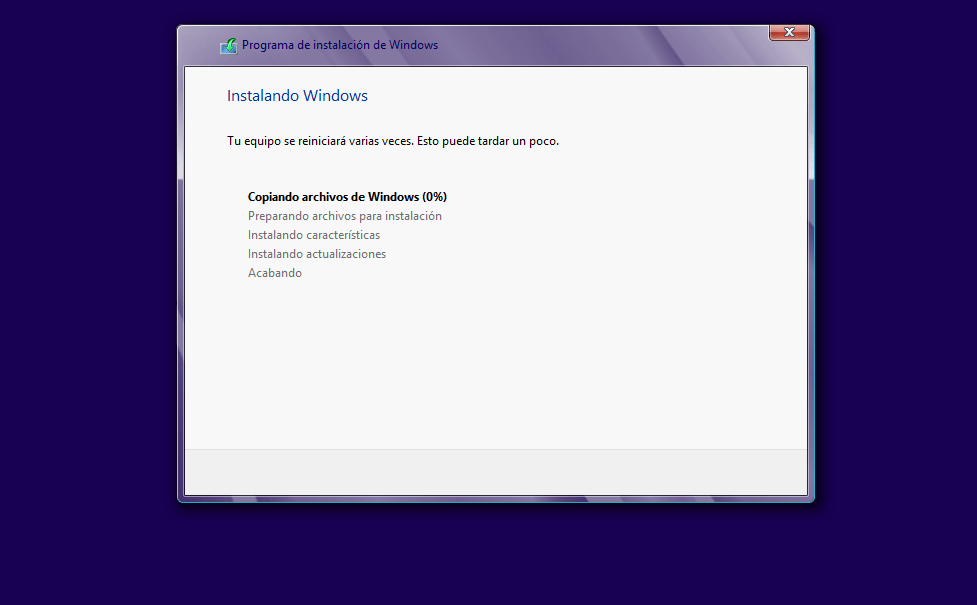 Programa de instalación de Windows
Instalando Windows
Tu equipo se reiniciará varias veces. Esto puede tardar un poco.
Copiando archivos de Windows (0%)
Preparando archivos para instalación
Instalando características
Instalando actualizaciones
Acabando